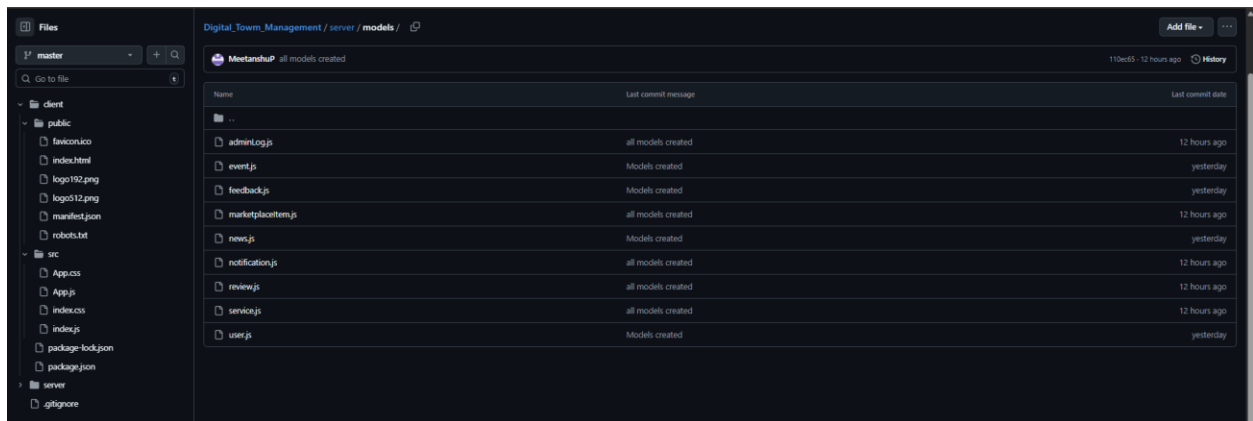 Files
master
Go to file
t
client
public
favicon.ico
index.html
logo192.png
logo512.png
manifest.json
robots.txt
src
App.css
App.js
index.css
index.js
package-lock.json
package.json
server
.gitignore
Digital_Towm_Management / server / models /
Add file
MeetanshuP all models created
110ec65 · 12 hours ago History
Name Last commit message Last commit date
..
adminLog.js all models created 12 hours ago
event.js Models created yesterday
feedback.js Models created yesterday
marketplaceItem.js all models created 12 hours ago
news.js Models created yesterday
notification.js all models created 12 hours ago
review.js all models created 12 hours ago
service.js all models created 12 hours ago
user.js Models created yesterday